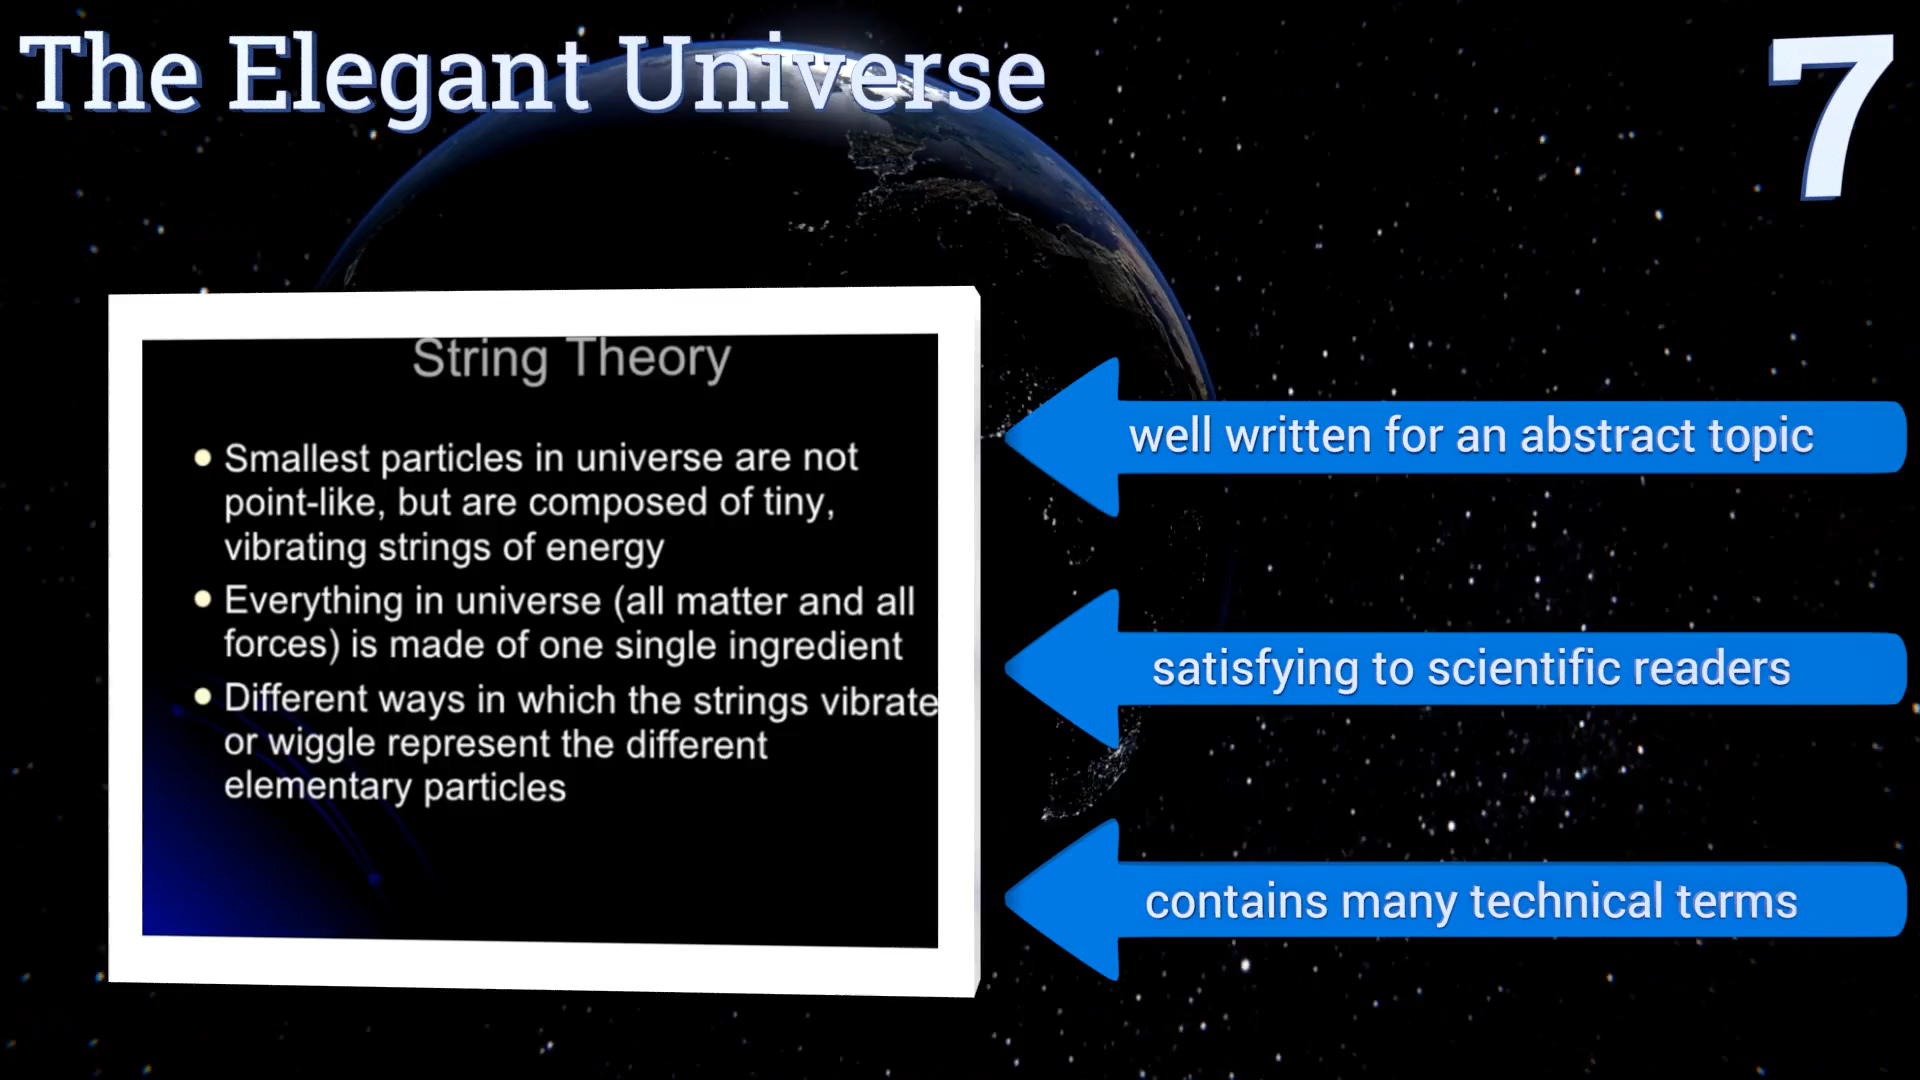 The Elegant Universe
7
String Theory
• Smallest particles in universe are not
point-like, but are composed of tiny,
vibrating strings of energy
• Everything in universe (all matter and all
forces) is made of one single ingredient
• Different ways in which the strings vibrate
or wiggle represent the different
elementary particles
well written for an abstract topic
satisfying to scientific readers
contains many technical terms